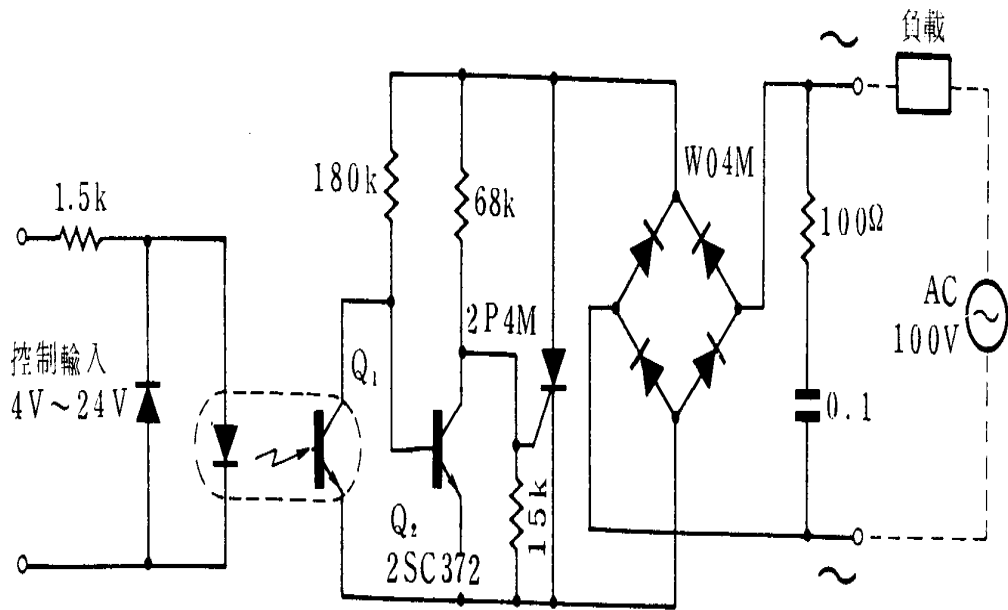 負載
W04M
180k
68k
1.5k
100Ω
AC
100V
2P4M
控制輸入
4V～24V
Q₁
0.1
15k
Q₂
2SC372